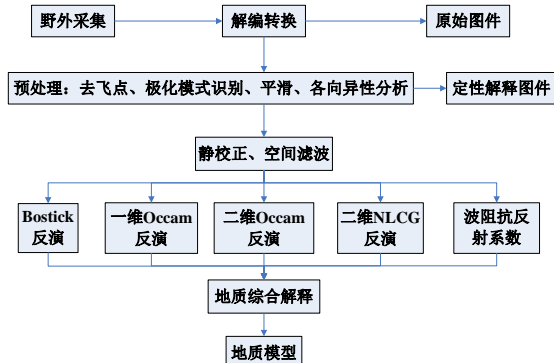 野外采集
解编转换
原始图件
预处理：去飞点、极化模式识别、平滑、各向异性分析
定性解释图件
静校正、空间滤波
Bostick
反演
一维Occam
反演
二维Occam
反演
二维NLCG
反演
波阻抗反
射系数
地质综合解释
地质模型